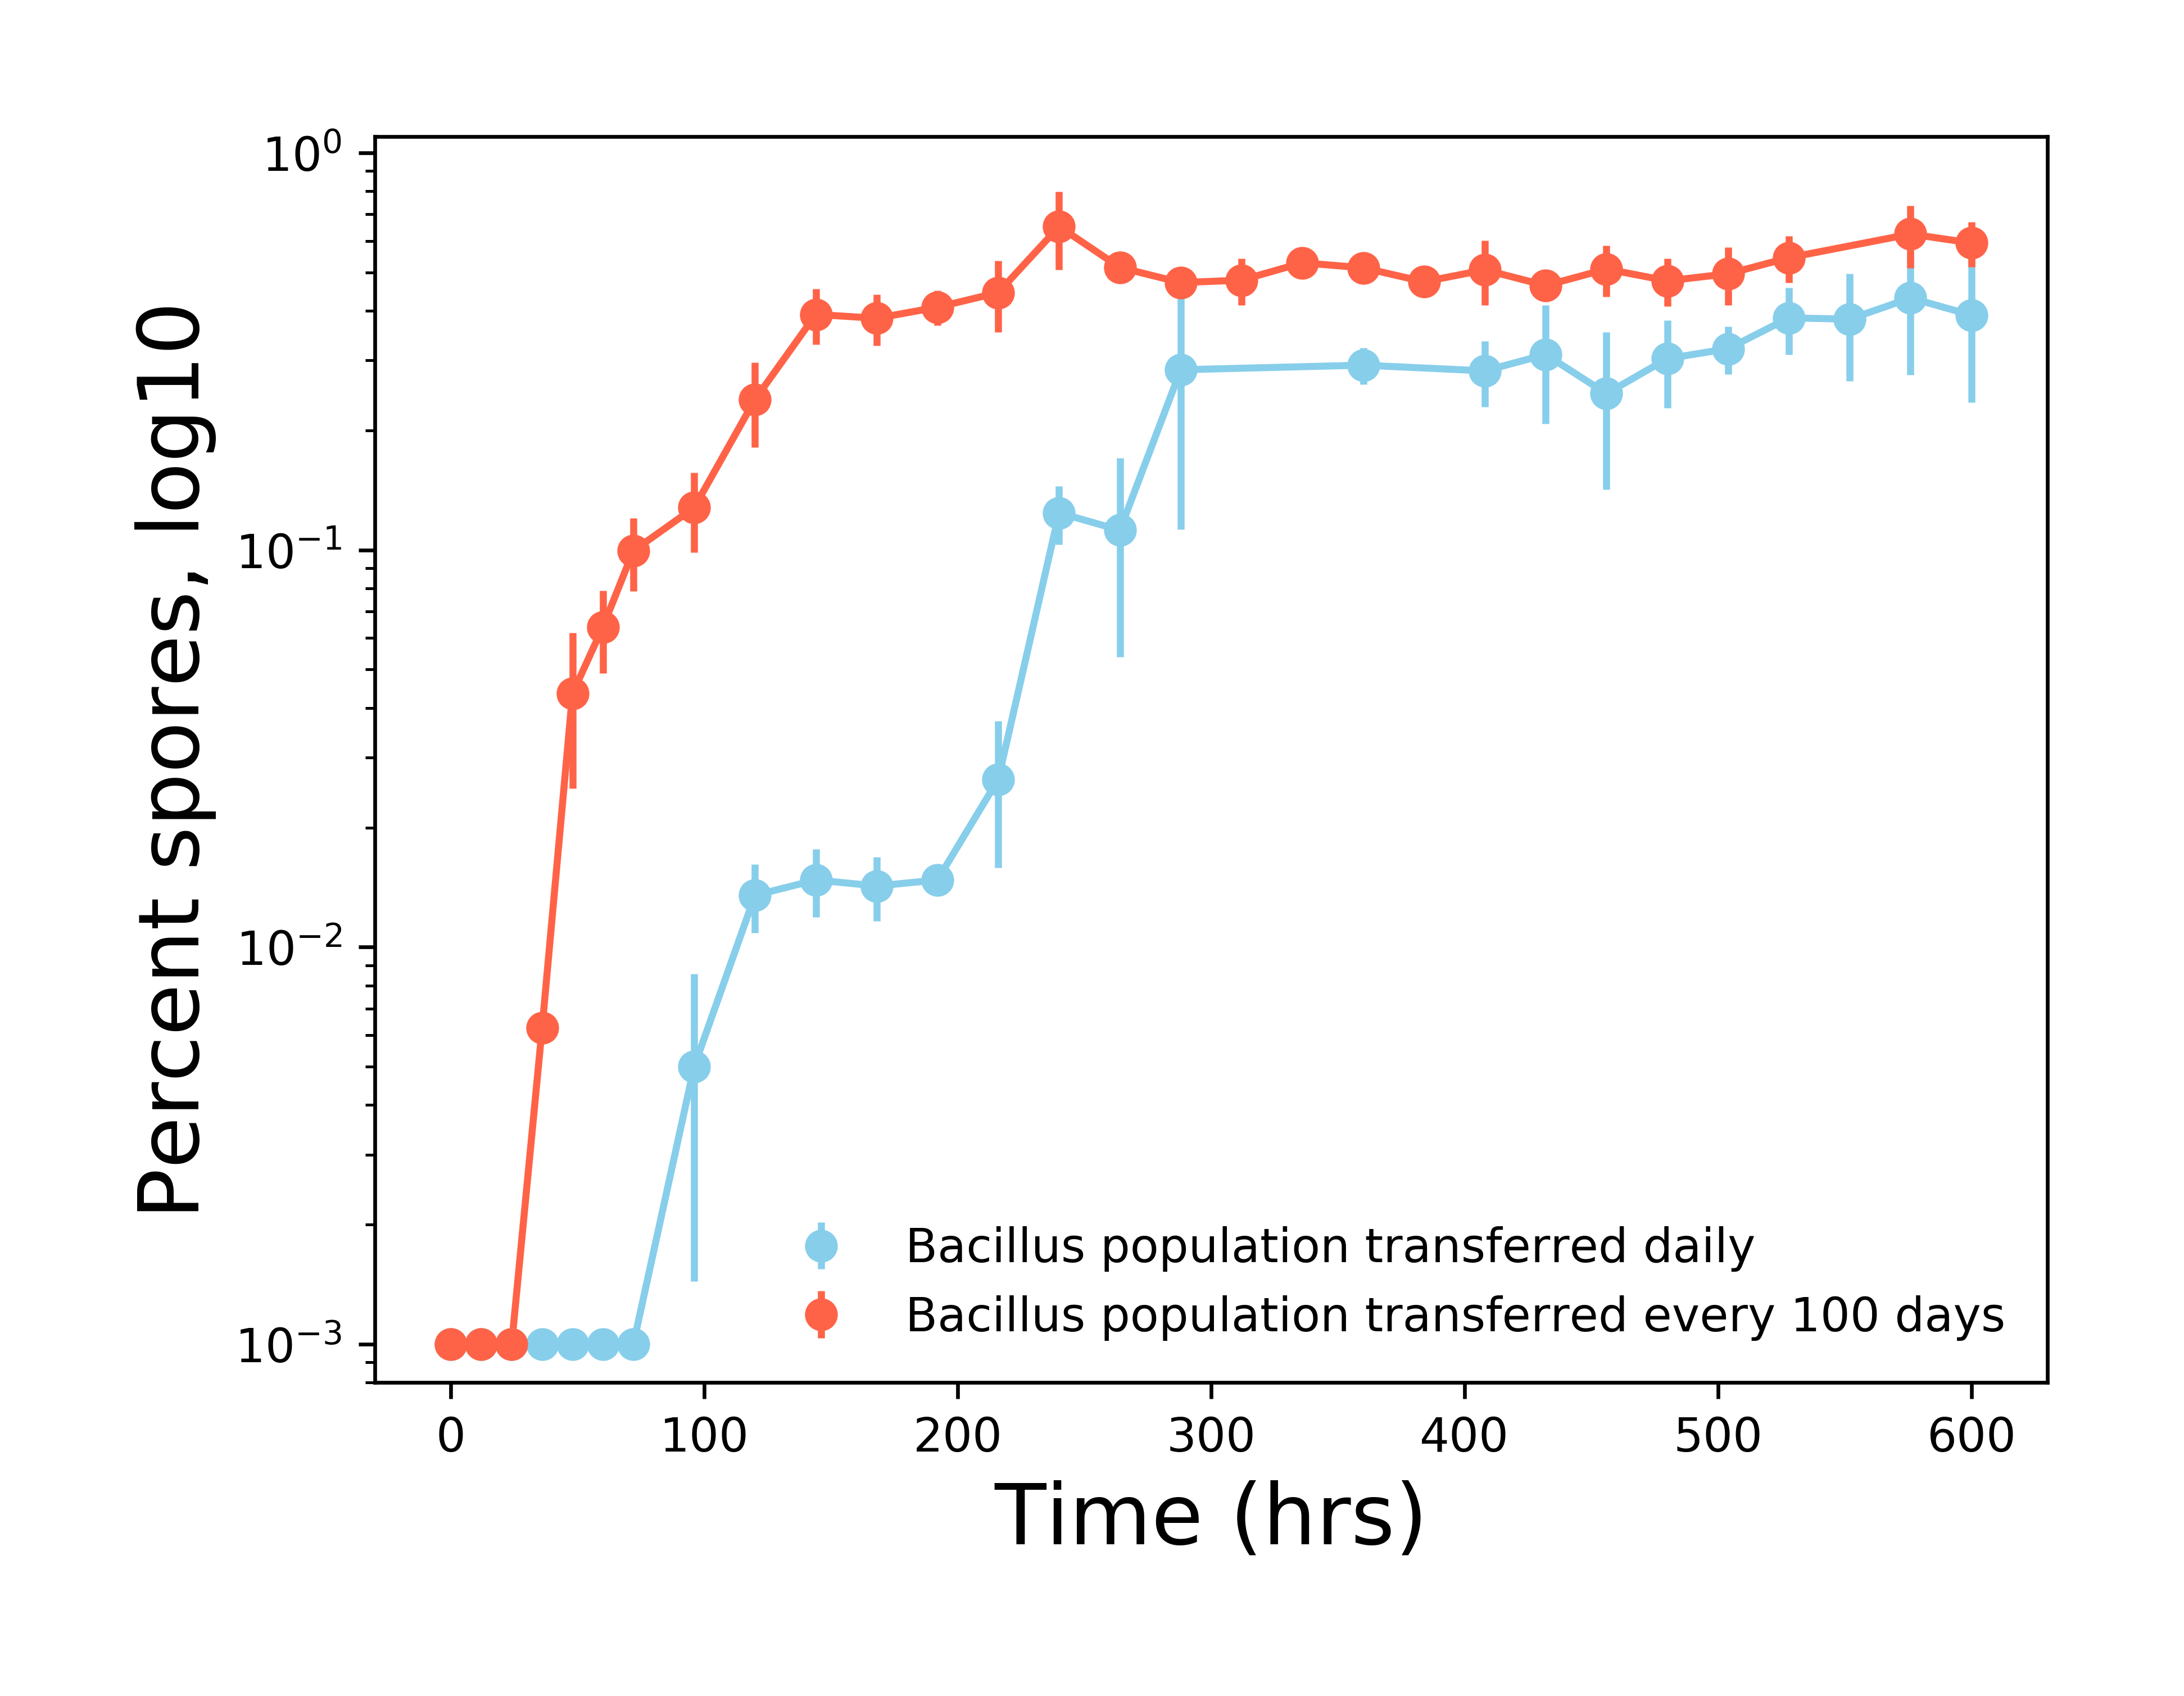 Percent spores, log10
10⁰
10⁻¹
10⁻²
10⁻³
Bacillus population transferred daily
Bacillus population transferred every 100 days
0 100 200 300 400 500 600
Time (hrs)